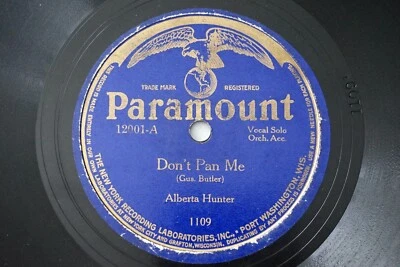 TRADE MARK REGISTERED
Paramount
12001-A
Vocal Solo
Orch. Acc.
Don't Pan Me
(Gus. Butler)
Alberta Hunter
1109
THE NEW YORK RECORDING LABORATORIES, INC. • PORT WASHINGTON, WIS.
1109